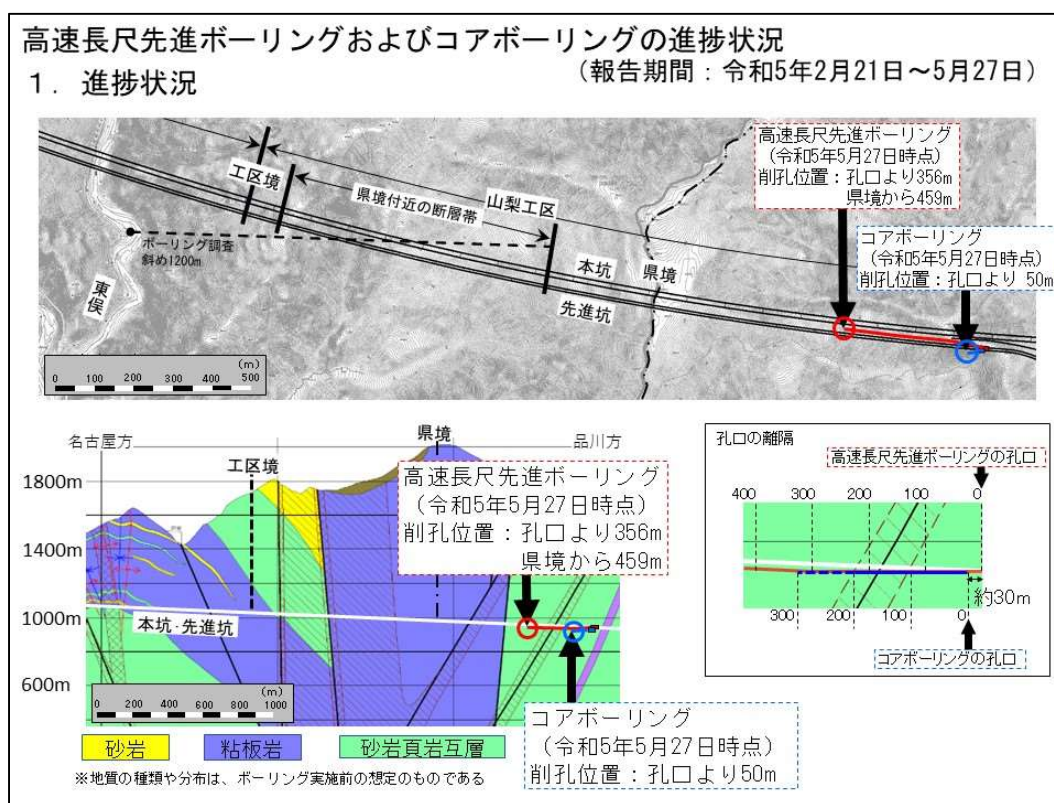 高速長尺先進ボーリングおよびコアボーリングの進捗状況
1. 進捗状況
(報告期間:令和5年2月21日~5月27日)
工区境
県境付近の断層帯
山梨工区
高速長尺先進ボーリング
(令和5年5月27日時点)
削孔位置:孔口より356m
県境から459m
ボーリング調査
斜め1200m
本坑
県境
コアボーリング
(令和5年5月27日時点)
削孔位置:孔口より 50m
東俣
先進坑
(m)
0 100 200 300 400 500
名古屋方
県境
品川方
工区境
1800m
1400m
1000m
600m
高速長尺先進ボーリング
(令和5年5月27日時点)
削孔位置:孔口より356m
県境から459m
本坑・先進坑
(m)
0 200 400 600 800 1000
コアボーリング
(令和5年5月27日時点)
削孔位置:孔口より50m
砂岩
粘板岩
砂岩頁岩互層
※地質の種類や分布は、ボーリング実施前の想定のものである
孔口の離隔
高速長尺先進ボーリングの孔口
400 300 200 100 0
約30m
300 200 100 0
コアボーリングの孔口